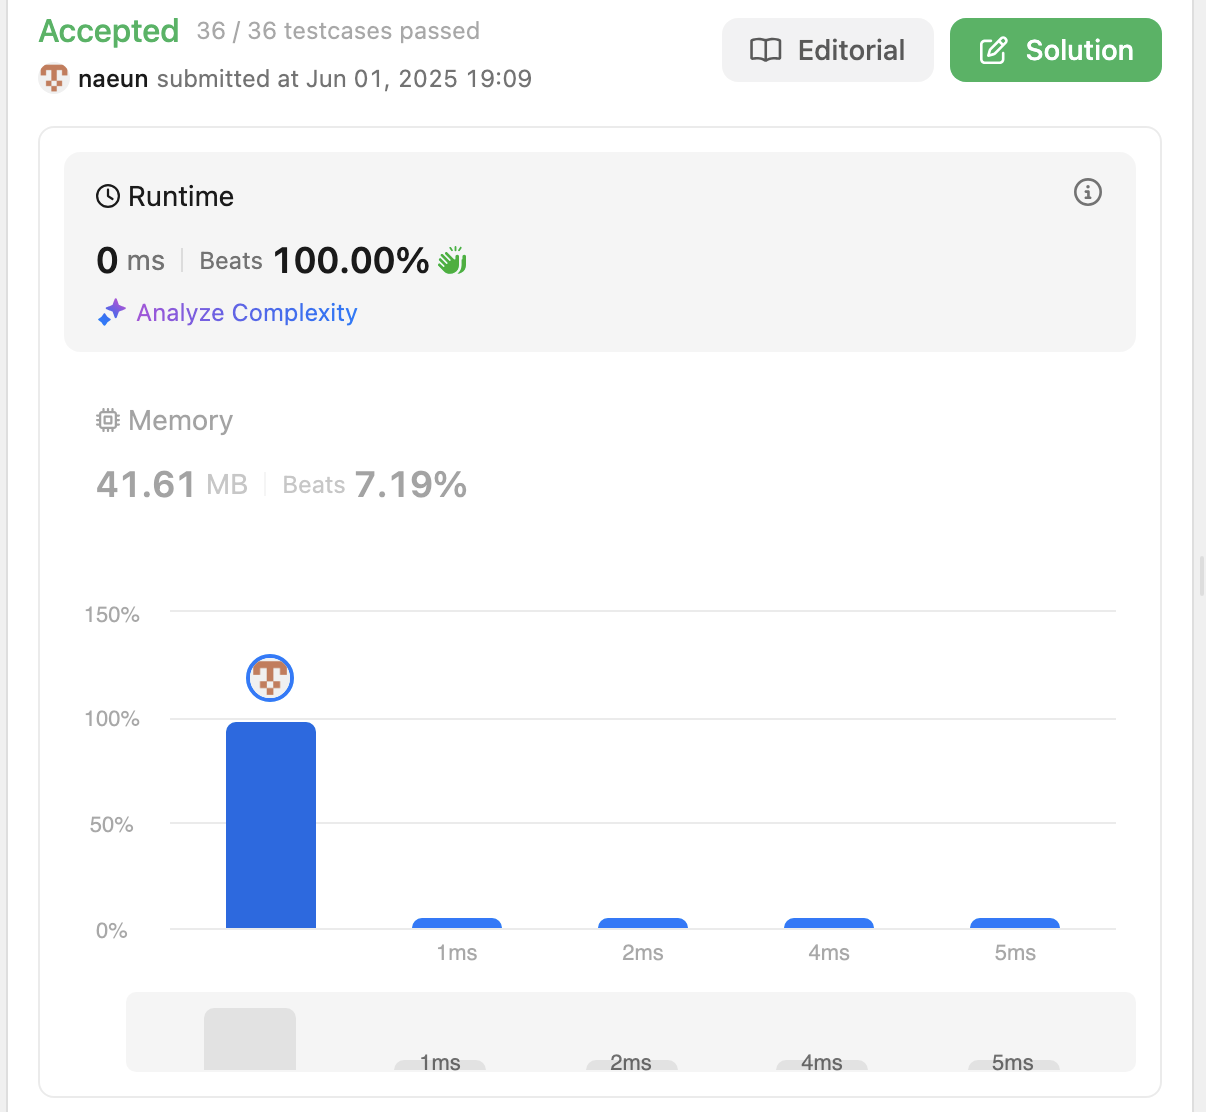 Accepted 36 / 36 testcases passed
naeun submitted at Jun 01, 2025 19:09
Editorial
Solution
Runtime
0 ms Beats 100.00%
Analyze Complexity
Memory
41.61 MB Beats 7.19%
150%
100%
50%
0%
1ms 2ms 4ms 5ms
1ms 2ms 4ms 5ms